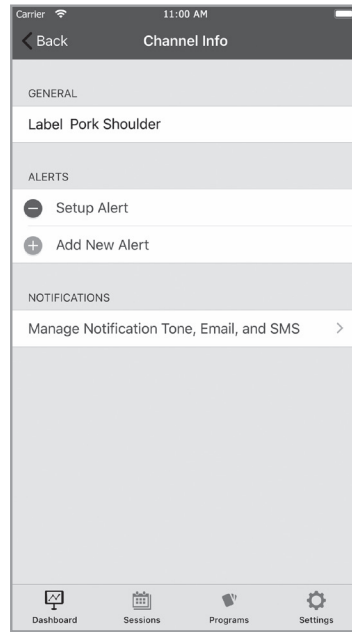 Carrier 11:00 AM
Back Channel Info
GENERAL
Label Pork Shoulder
ALERTS
Setup Alert
Add New Alert
NOTIFICATIONS
Manage Notification Tone, Email, and SMS
Dashboard Sessions Programs Settings